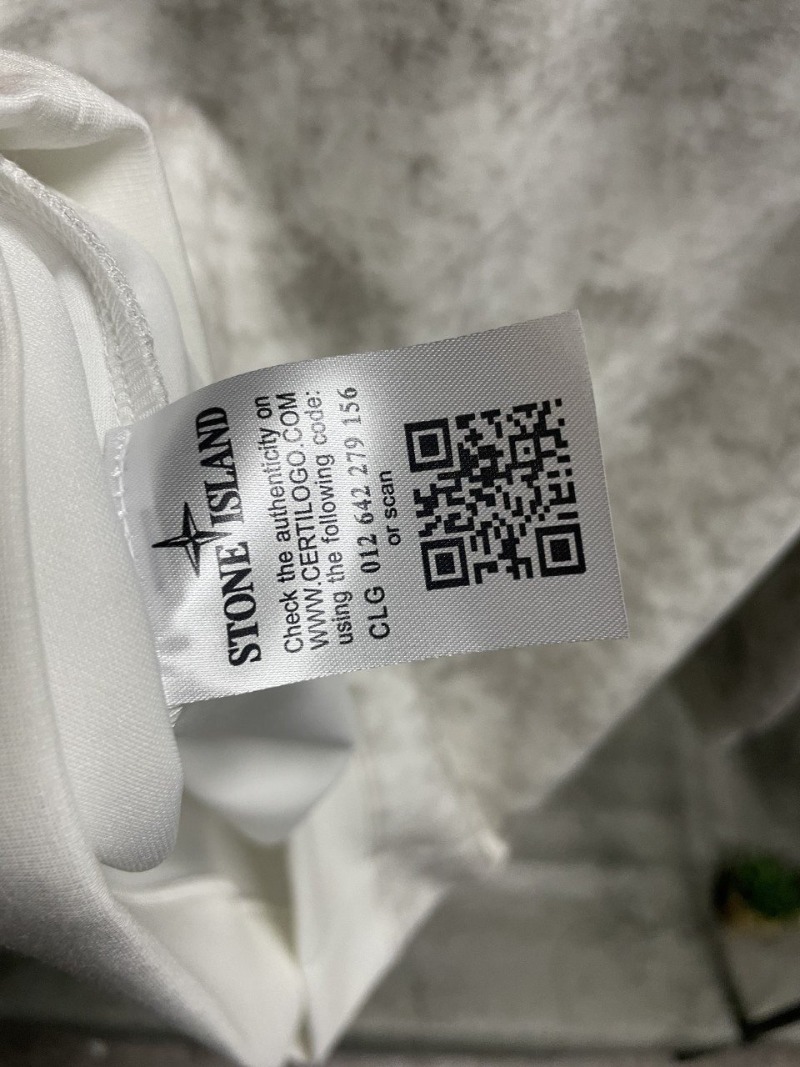 STONE ISLAND
Check the authenticity on
WWW.CERTILOGO.COM
using the following code:
CLG 012 642 279 156
or scan